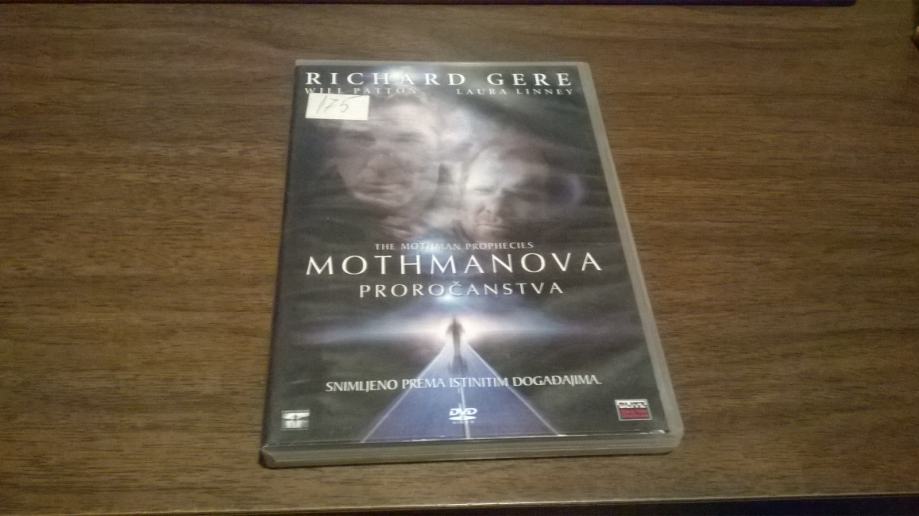 RICHARD GERE
WILL PATTON LAURA LINNEY
175
THE MOTHMAN PROPHECIES
MOTHMANOVA
PROROČANSTVA
SNIMLJENO PREMA ISTINITIM DOGAĐAJIMA.
DVD